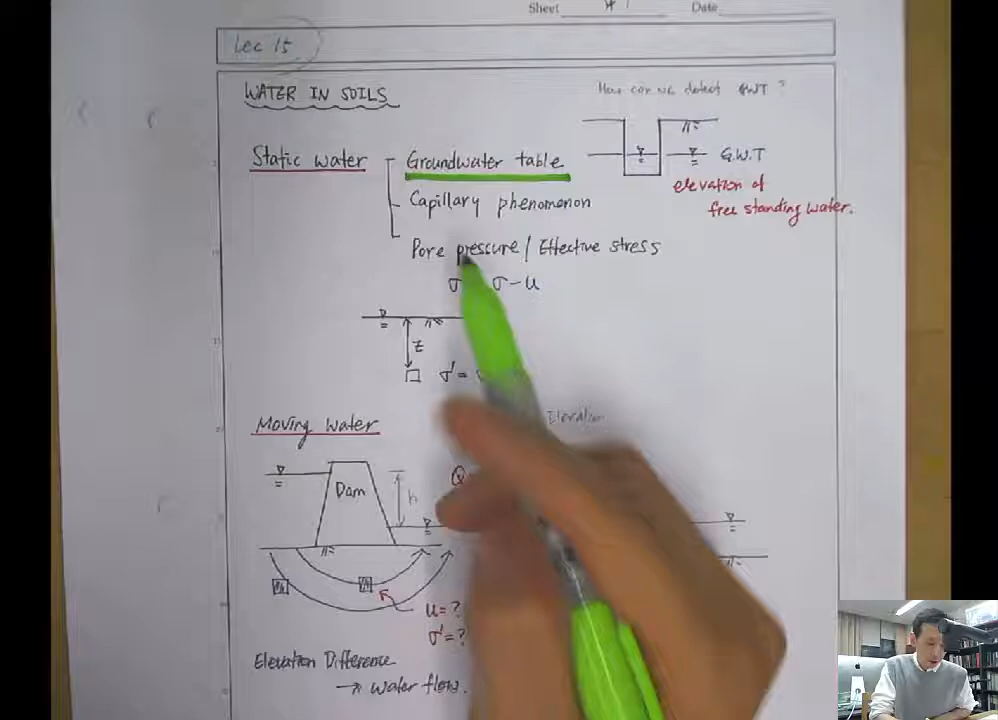 Sheet Date
Lec 15
WATER IN SOILS
How can we detect GWT ?
Static water
Groundwater table
G.W.T
elevation of
free standing water.
Capillary phenomenon
Pore pressure / Effective stress
σ - u
z
σ' =
Moving water
Elevation
Dam
h
Q
u = ?
σ' = ?
Elevation Difference
→ water flow.